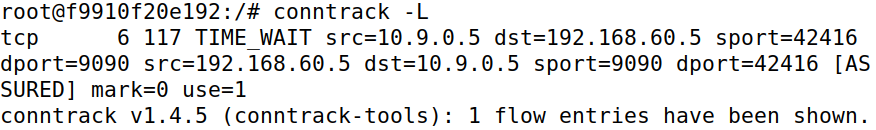 root@f9910f20e192:/# conntrack -L
tcp      6 117 TIME_WAIT src=10.9.0.5 dst=192.168.60.5 sport=42416
dport=9090 src=192.168.60.5 dst=10.9.0.5 sport=9090 dport=42416 [AS
SURED] mark=0 use=1
conntrack v1.4.5 (conntrack-tools): 1 flow entries have been shown.